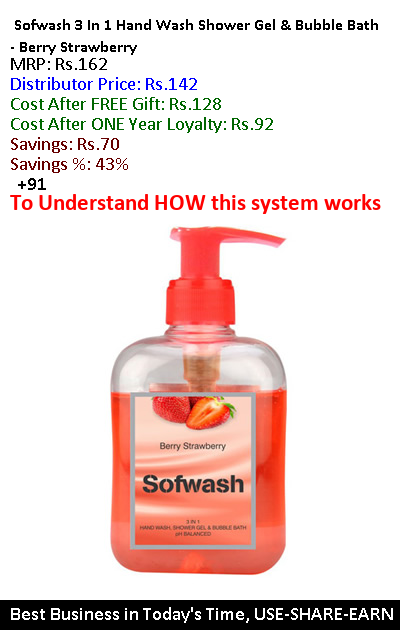 Sofwash 3 In 1 Hand Wash Shower Gel & Bubble Bath
- Berry Strawberry
MRP: Rs.162
Distributor Price: Rs.142
Cost After FREE Gift: Rs.128
Cost After ONE Year Loyalty: Rs.92
Savings: Rs.70
Savings %: 43%
+91
To Understand HOW this system works
Berry Strawberry
Sofwash
3 IN 1
HAND WASH, SHOWER GEL & BUBBLE BATH
pH BALANCED
Best Business in Today's Time, USE-SHARE-EARN